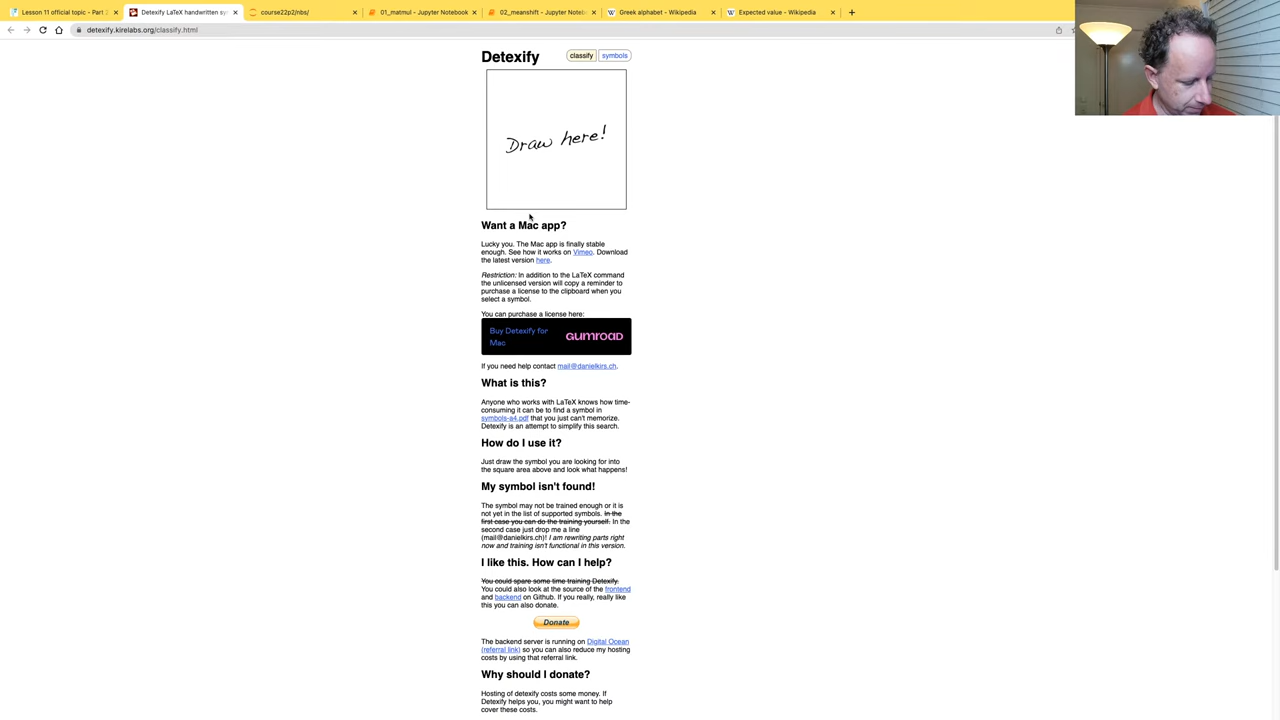 Lesson 11 official topic - Part 2
Detexify LaTeX handwritten sy
course22p2/nbs/
01_matmul - Jupyter Notebook
02_meanshift - Jupyter Noteb
Greek alphabet - Wikipedia
Expected value - Wikipedia
detexify.kirelabs.org/classify.html
Detexify
classify
symbols
Draw here!
Want a Mac app?
Lucky you. The Mac app is finally stable
enough. See how it works on Vimeo. Download
the latest version here.
Restriction: In addition to the LaTeX command
the unlicensed version will copy a reminder to
purchase a license to the clipboard when you
select a symbol.
You can purchase a license here:
Buy Detexify for
Mac
GUMROAD
If you need help contact mail@danielkirs.ch.
What is this?
Anyone who works with LaTeX knows how time-
consuming it can be to find a symbol in
symbols-a4.pdf that you just can't memorize.
Detexify is an attempt to simplify this search.
How do I use it?
Just draw the symbol you are looking for into
the square area above and look what happens!
My symbol isn't found!
The symbol may not be trained enough or it is
not yet in the list of supported symbols. In the
first case you can do the training yourself. In the
second case just drop me a line
(mail@danielkirs.ch)! I am rewriting parts right
now and training isn't functional in this version.
I like this. How can I help?
You could spare some time training Detexify.
You could also look at the source of the frontend
and backend on Github. If you really, really like
this you can also donate.
Donate
The backend server is running on Digital Ocean
(referral link) so you can also reduce my hosting
costs by using that referral link.
Why should I donate?
Hosting of detexify costs some money. If
Detexify helps you, you might want to help
cover these costs.